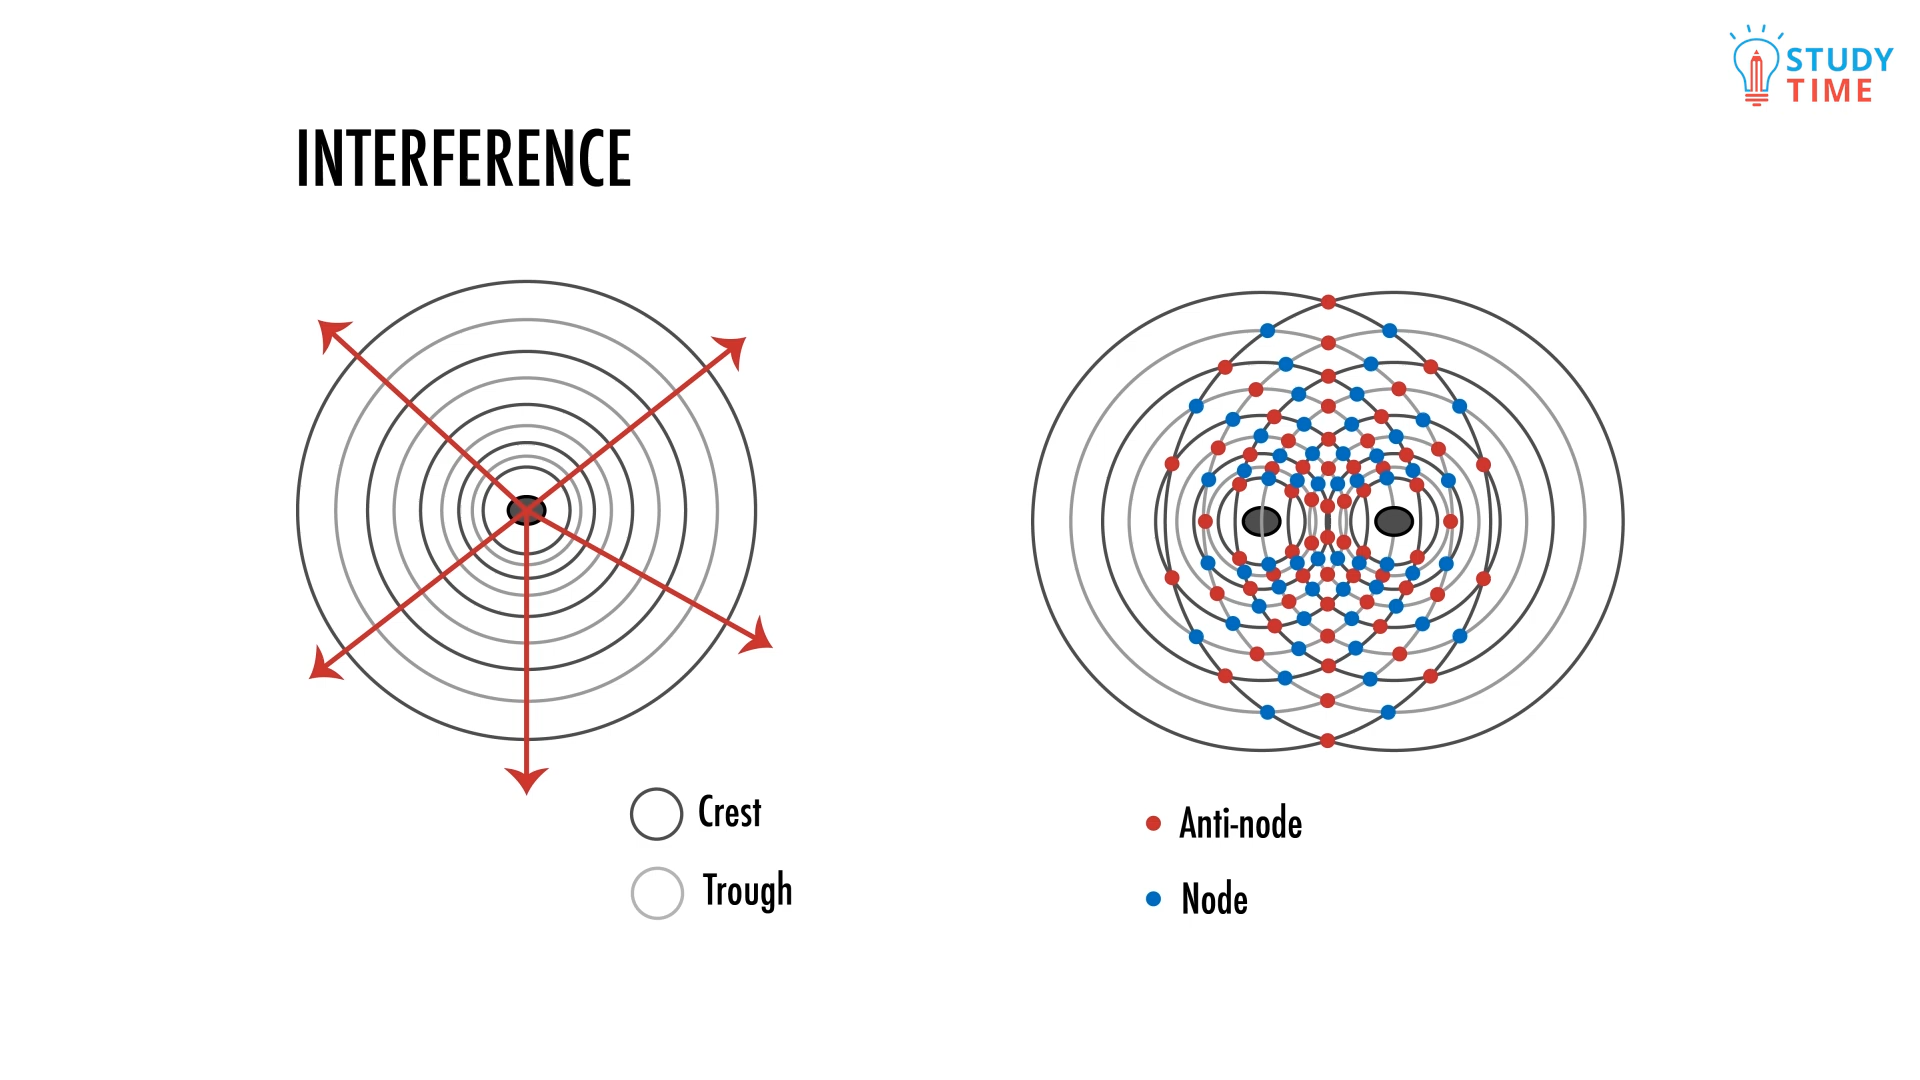 STUDY
TIME
INTERFERENCE
Crest
Trough
Anti-node
Node